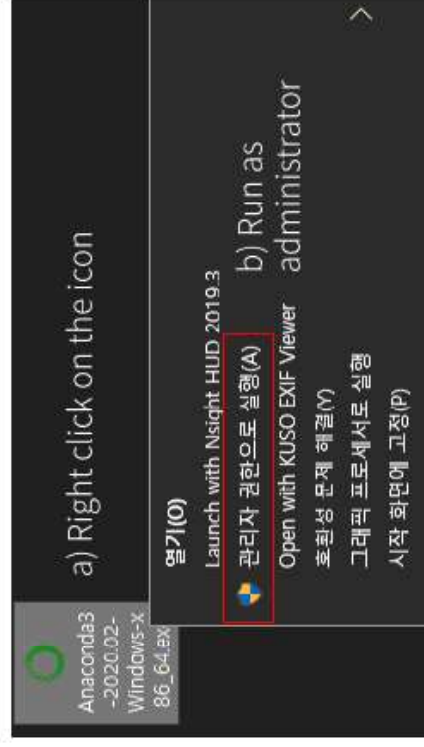 Anaconda3
-2020.02-
Windows-x
86_64.ex
a) Right click on the icon
열기(O)
Launch with Nsight HUD 2019.3
관리자 권한으로 실행(A)
b) Run as
administrator
Open with KUSO EXIF Viewer
호환성 문제 해결(Y)
그래픽 프로세서로 실행
시작 화면에 고정(P)